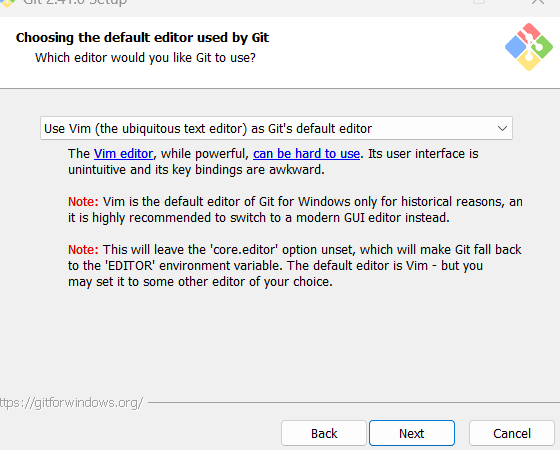 Git 2.41.0 Setup
Choosing the default editor used by Git
Which editor would you like Git to use?
Use Vim (the ubiquitous text editor) as Git's default editor
The Vim editor, while powerful, can be hard to use. Its user interface is
unintuitive and its key bindings are awkward.
Note: Vim is the default editor of Git for Windows only for historical reasons, an
it is highly recommended to switch to a modern GUI editor instead.
Note: This will leave the 'core.editor' option unset, which will make Git fall back
to the 'EDITOR' environment variable. The default editor is Vim - but you
may set it to some other editor of your choice.
ttps://gitforwindows.org/
Back
Next
Cancel